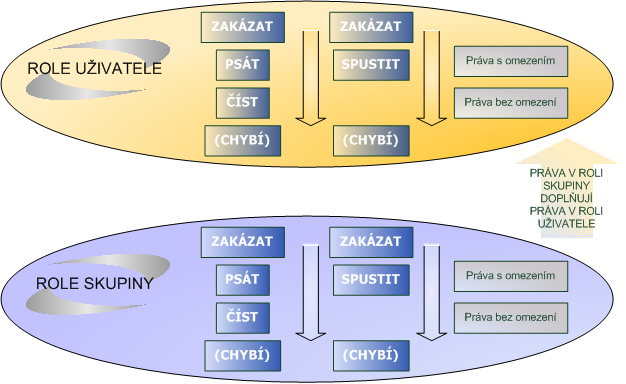 ROLE UŽIVATELE
ZAKÁZAT
PSÁT
ČÍST
(CHYBÍ)
ZAKÁZAT
SPUSTIT
(CHYBÍ)
Práva s omezením
Práva bez omezení
PRÁVA V ROLI
SKUPINY
DOPLŇUJÍ
PRÁVA V ROLI
UŽIVATELE
ROLE SKUPINY
ZAKÁZAT
PSÁT
ČÍST
(CHYBÍ)
ZAKÁZAT
SPUSTIT
(CHYBÍ)
Práva s omezením
Práva bez omezení